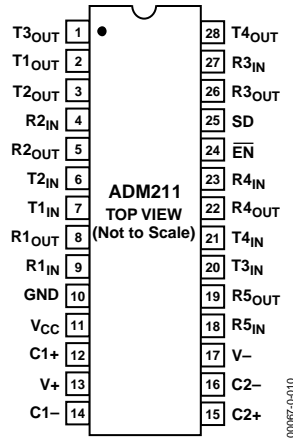 T3OUT 1
T1OUT 2
T2OUT 3
R2IN 4
R2OUT 5
T2IN 6
T1IN 7
R1OUT 8
R1IN 9
GND 10
VCC 11
C1+ 12
V+ 13
C1– 14
ADM211
TOP VIEW
(Not to Scale)
28 T4OUT
27 R3IN
26 R3OUT
25 SD
24 E̅N̅
23 R4IN
22 R4OUT
21 T4IN
20 T3IN
19 R5OUT
18 R5IN
17 V–
16 C2–
15 C2+
00067-0-010